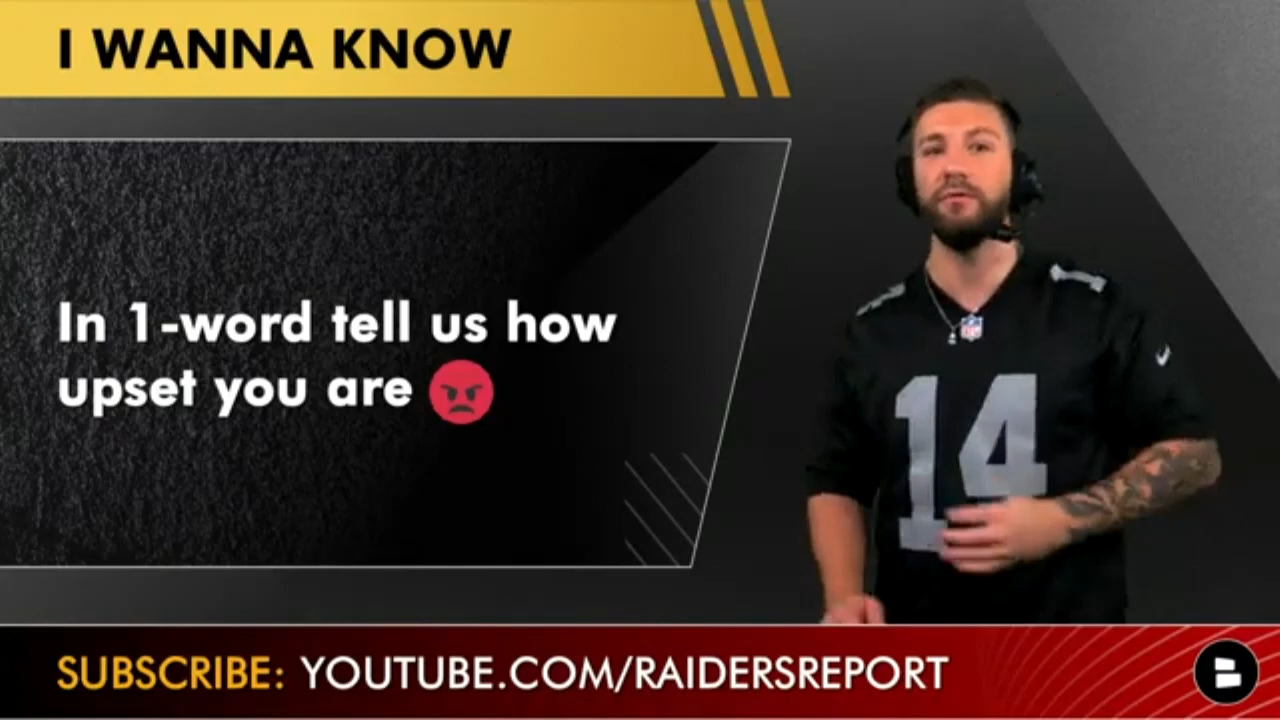 I WANNA KNOW
In 1-word tell us how
upset you are 😡
14
SUBSCRIBE: YOUTUBE.COM/RAIDERSREPORT